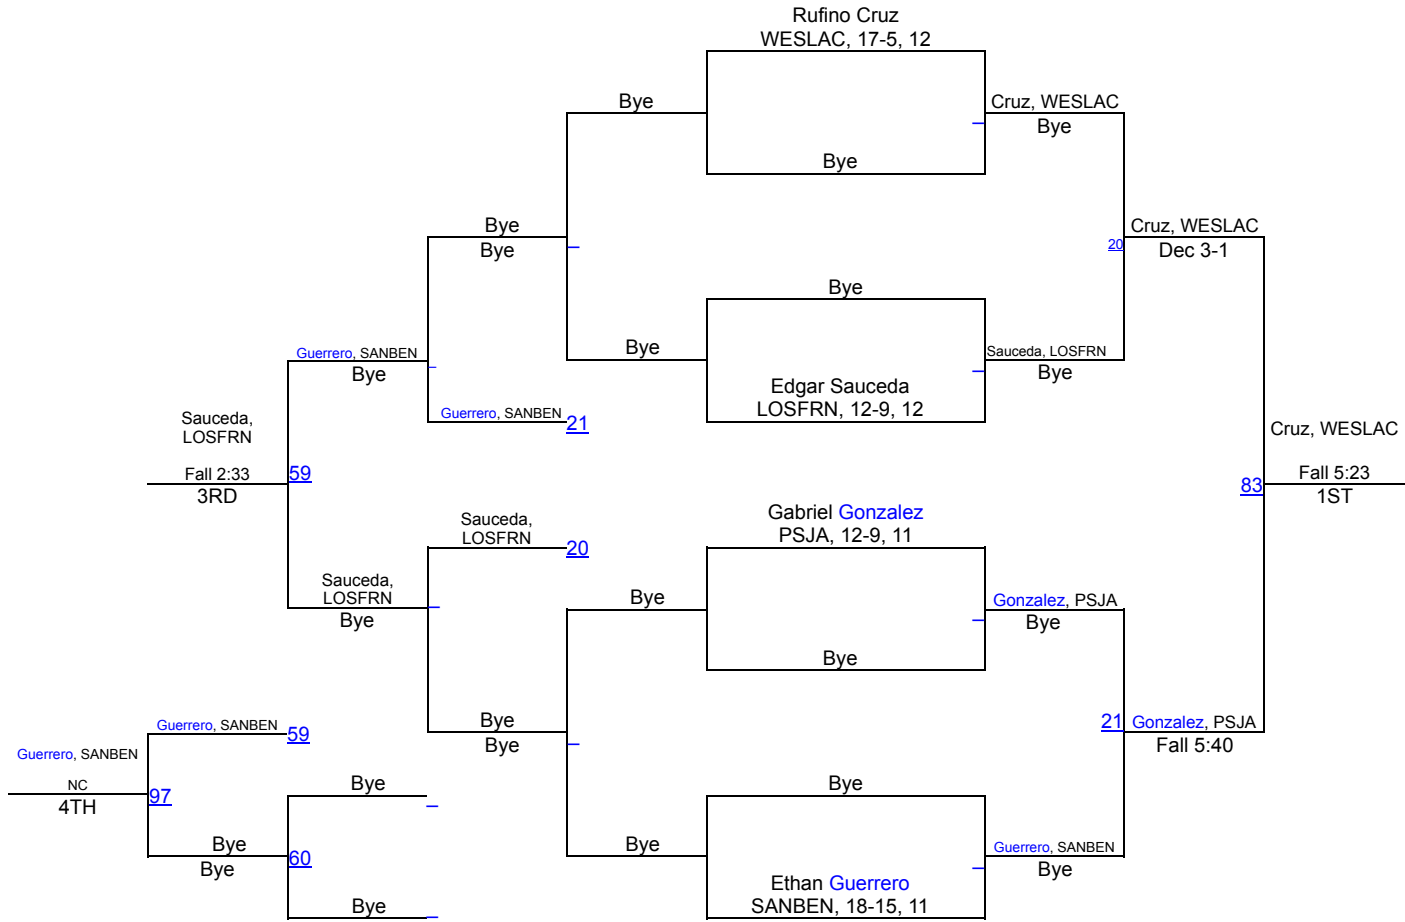 Rufino Cruz
WESLAC, 17-5, 12
Bye
Cruz, WESLAC
Bye
Bye
Bye
Bye
Cruz, WESLAC
20
Dec 3-1
Bye
Bye
Guerrero, SANBEN
Bye
Sauceda, LOSFRN
Bye
Edgar Sauceda
LOSFRN, 12-9, 12
Guerrero, SANBEN
21
Sauceda,
LOSFRN
Fall 2:33
59
3RD
Cruz, WESLAC
Fall 5:23
83
1ST
Gabriel Gonzalez
PSJA, 12-9, 11
Sauceda,
LOSFRN
20
Sauceda,
LOSFRN
Bye
Bye
Gonzalez, PSJA
Bye
Bye
Bye
Bye
21
Gonzalez, PSJA
Fall 5:40
Guerrero, SANBEN
59
Guerrero, SANBEN
NC
97
4TH
Bye
Bye
Bye
Bye
60
Bye
Guerrero, SANBEN
Bye
Ethan Guerrero
SANBEN, 18-15, 11
Bye